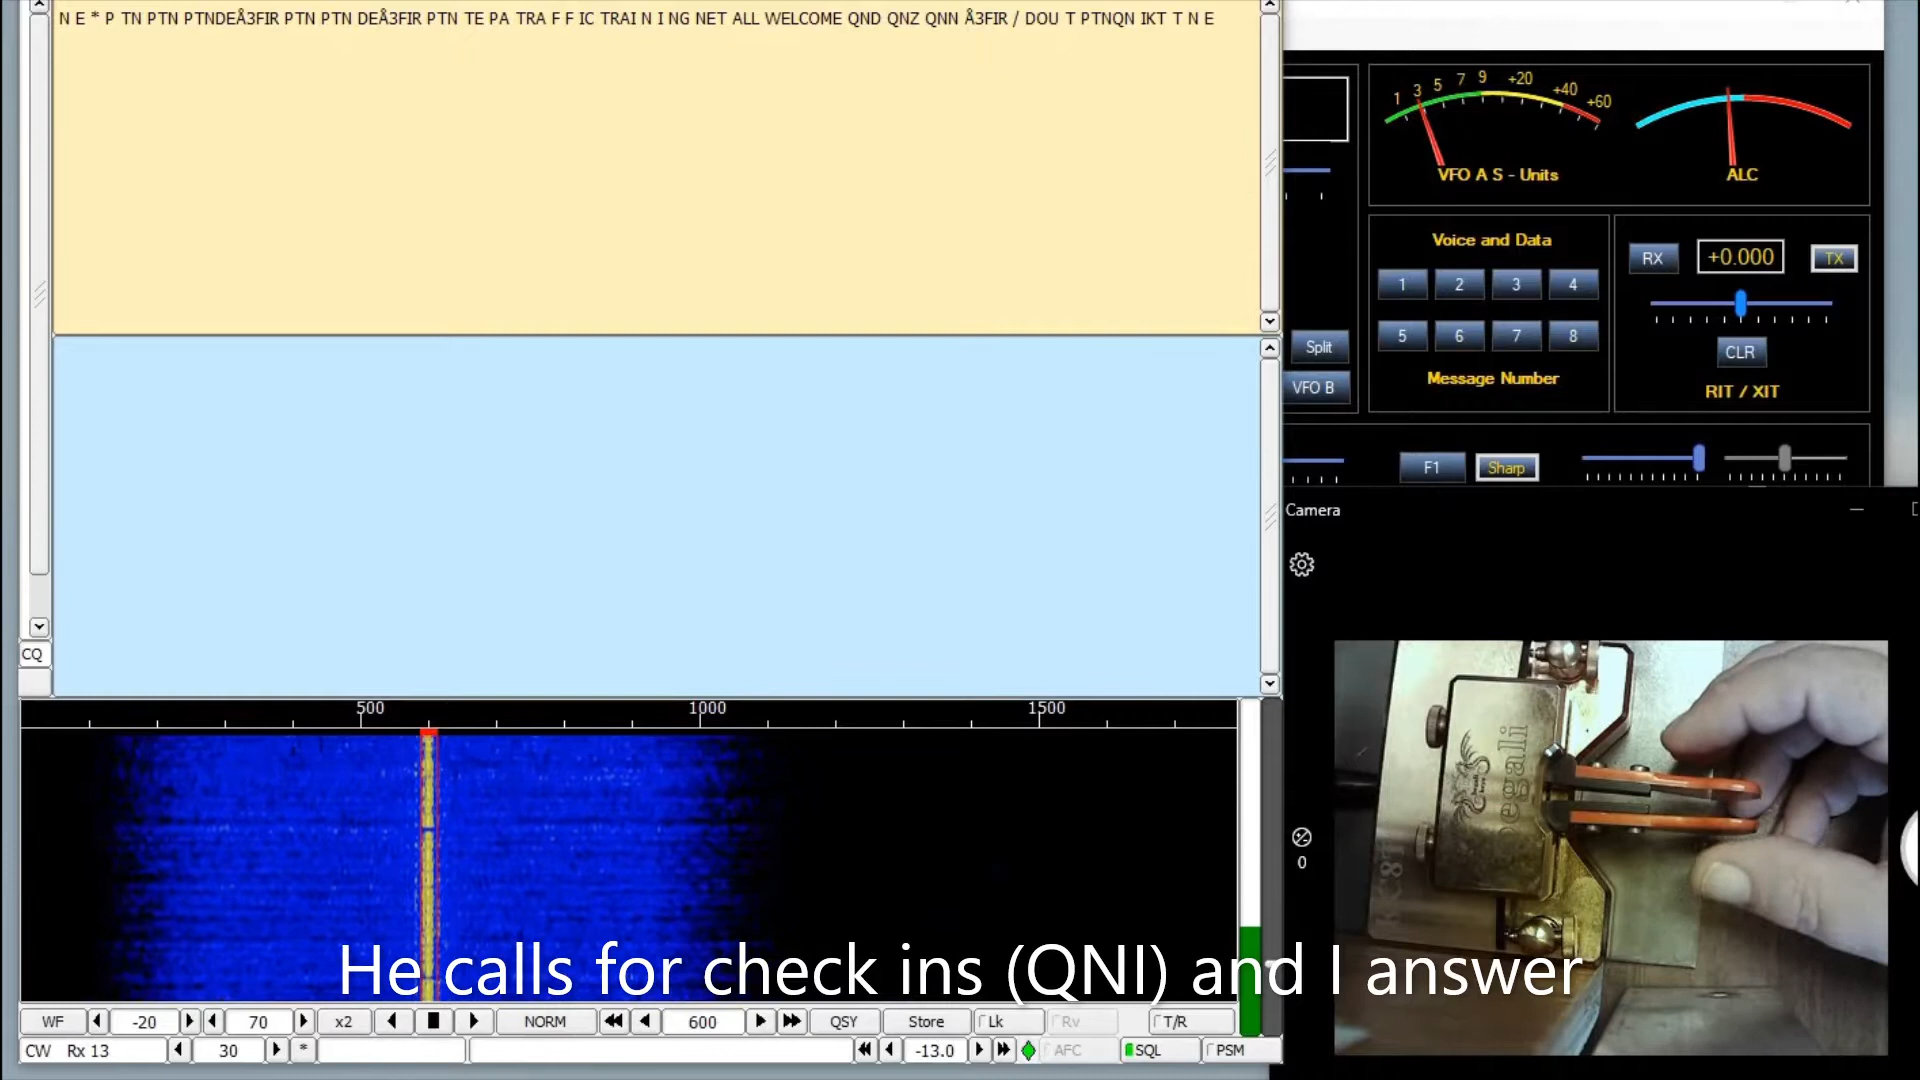 N E * P TN PTN PTNDEÅ3FIR PTN PTN DEÅ3FIR PTN TE PA TRA F F IC TRAI N I NG NET ALL WELCOME QND QNZ QNN Å3FIR / DOU T PTNQN IKT T N E
1 3 5 7 9 +20 +40 +60
VFO A S - Units
ALC
Voice and Data
1 2 3 4
5 6 7 8
Message Number
RX +0.000 TX
CLR
RIT / XIT
Split
VFO B
F1 Sharp
Camera
0
CQ
500 1000 1500
egali
He calls for check ins (QNI) and I answer
WF -20 70 x2 NORM 600 QSY Store Lk Rv T/R
CW Rx 13 30 * -13.0 AFC SQL PSM